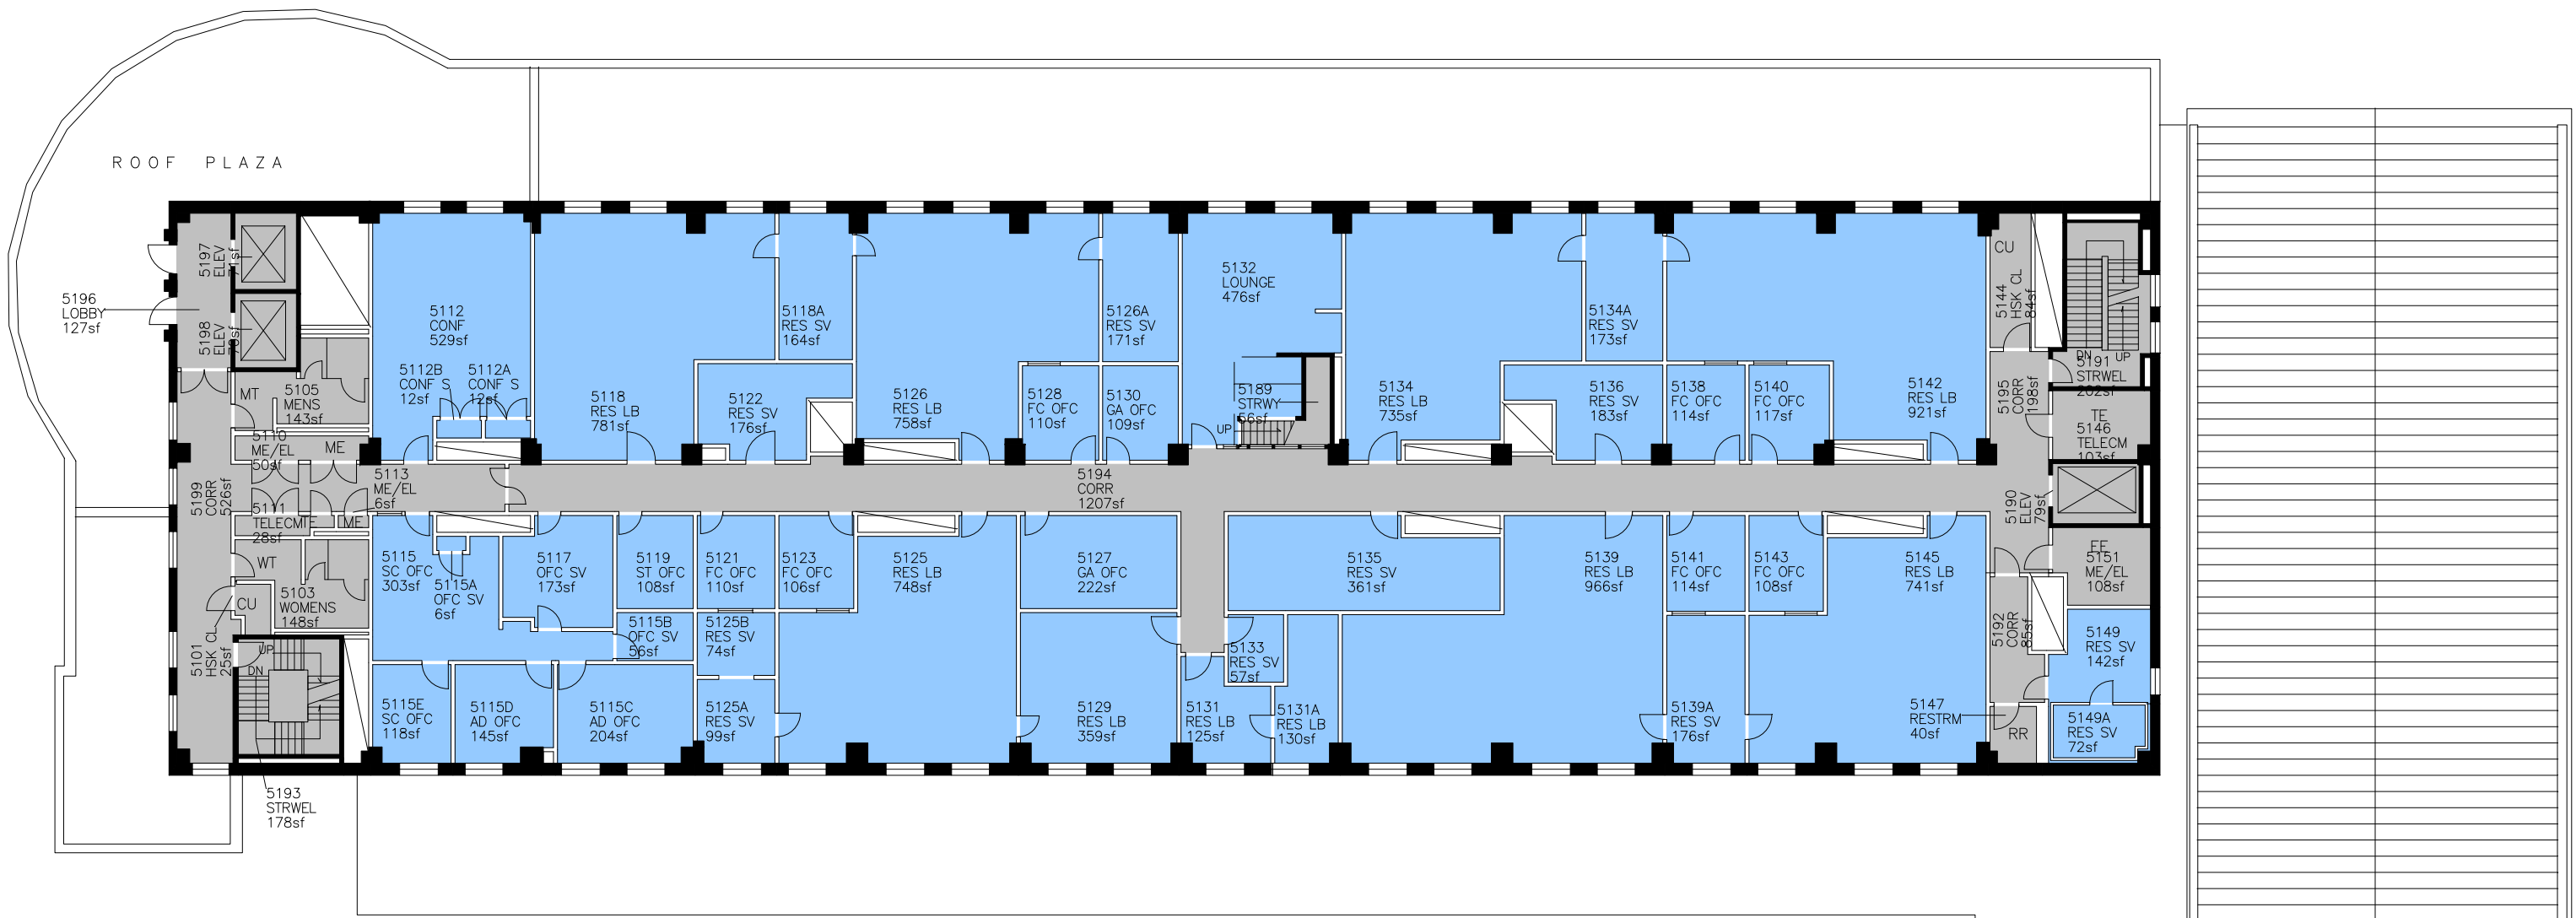 ROOF PLAZA
5196
LOBBY
127sf
5197
ELEV
71sf
5198
ELEV
MT
5105
MENS
143sf
5110
ME/EL
50sf
ME
5113
ME/EL
6sf
5199
CORR
526sf
5111
TELECM
28sf
ME
WT
5103
WOMENS
148sf
CU
5101
HSK CL
25sf
UP
DN
5193
STRWEL
178sf
5112
CONF
529sf
5112B
CONF S
12sf
5112A
CONF S
12sf
5118
RES LB
781sf
5118A
RES SV
164sf
5122
RES SV
176sf
5126
RES LB
758sf
5126A
RES SV
171sf
5128
FC OFC
110sf
5130
GA OFC
109sf
5132
LOUNGE
476sf
5189
STRWY
56sf
UP
5134
RES LB
735sf
5134A
RES SV
173sf
5136
RES SV
183sf
5138
FC OFC
114sf
5140
FC OFC
117sf
5142
RES LB
921sf
CU
5144
HSK CL
84sf
5195
CORR
198sf
DN
UP
5191
STRWEL
202sf
TE
5146
TELECM
103sf
5194
CORR
1207sf
5190
ELEV
79sf
5115
SC OFC
303sf
5115A
OFC SV
6sf
5117
OFC SV
173sf
5119
ST OFC
108sf
5121
FC OFC
110sf
5123
FC OFC
106sf
5125
RES LB
748sf
5127
GA OFC
222sf
5135
RES SV
361sf
5139
RES LB
966sf
5141
FC OFC
114sf
5143
FC OFC
108sf
5145
RES LB
741sf
5151
ME/EL
108sf
5115B
OFC SV
56sf
5125B
RES SV
74sf
5133
RES SV
57sf
5192
CORR
85sf
5149
RES SV
142sf
5115E
SC OFC
118sf
5115D
AD OFC
145sf
5115C
AD OFC
204sf
5125A
RES SV
99sf
5129
RES LB
359sf
5131
RES LB
125sf
5131A
RES LB
130sf
5139A
RES SV
176sf
5147
RESTRM
40sf
RR
5149A
RES SV
72sf